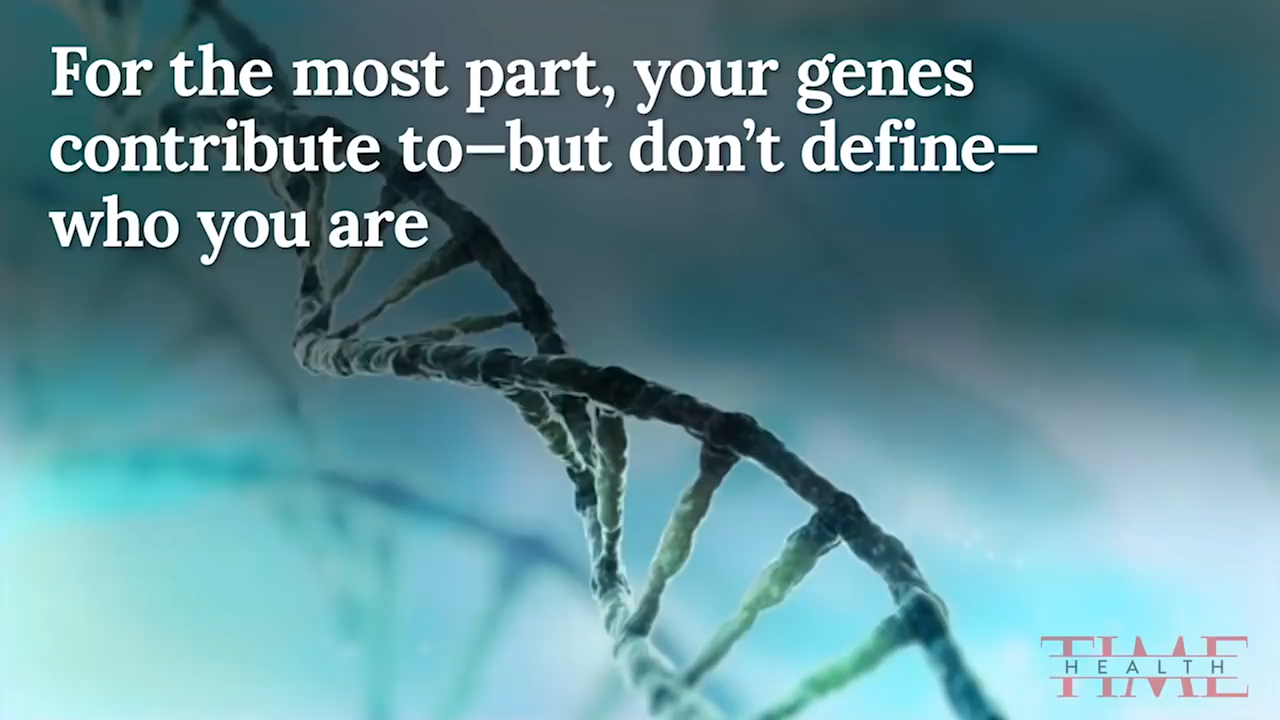 For the most part, your genes
contribute to—but don’t define—
who you are
TIME
HEALTH